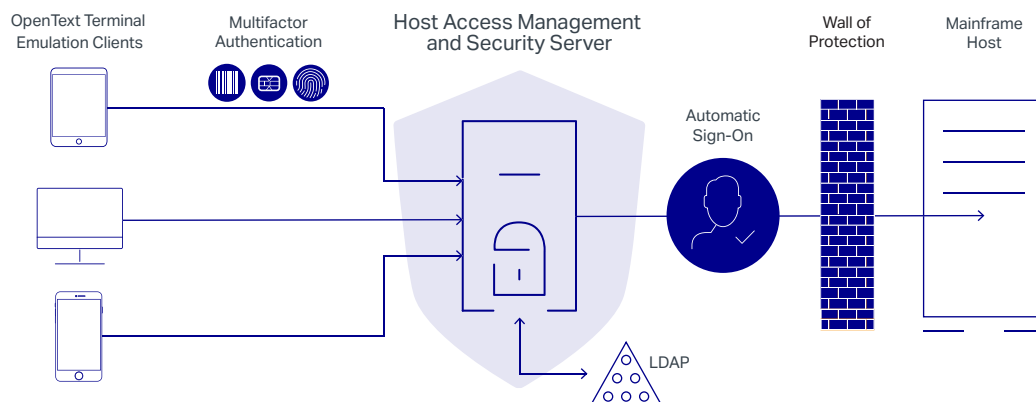 OpenText Terminal
Emulation Clients
Multifactor
Authentication
Host Access Management
and Security Server
Wall of
Protection
Mainframe
Host
Automatic
Sign-On
LDAP